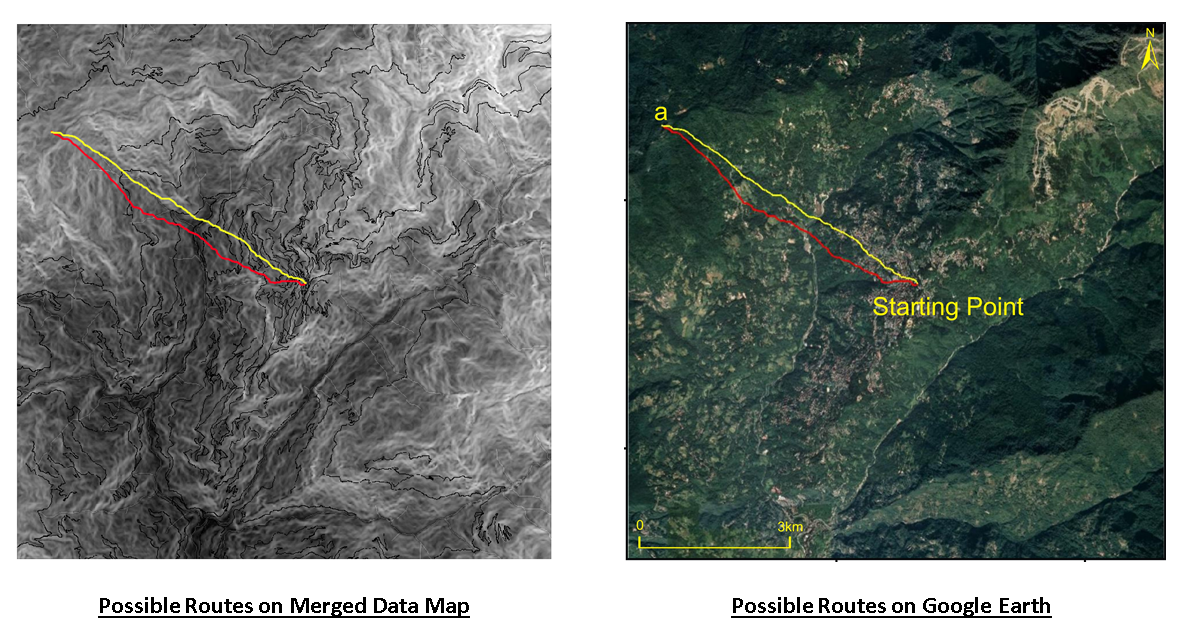 N
a
Starting Point
0
3km
Possible Routes on Merged Data Map
Possible Routes on Google Earth